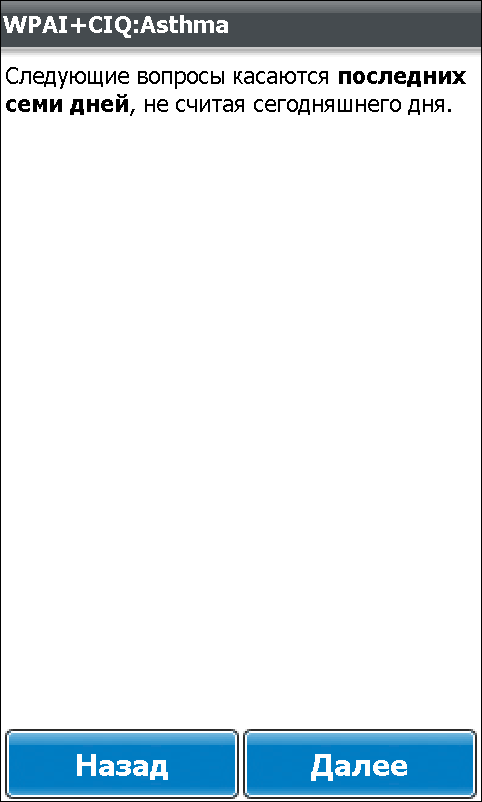 WPAI+CIQ:Asthma
Следующие вопросы касаются последних
семи дней, не считая сегодняшнего дня.
Назад
Далее